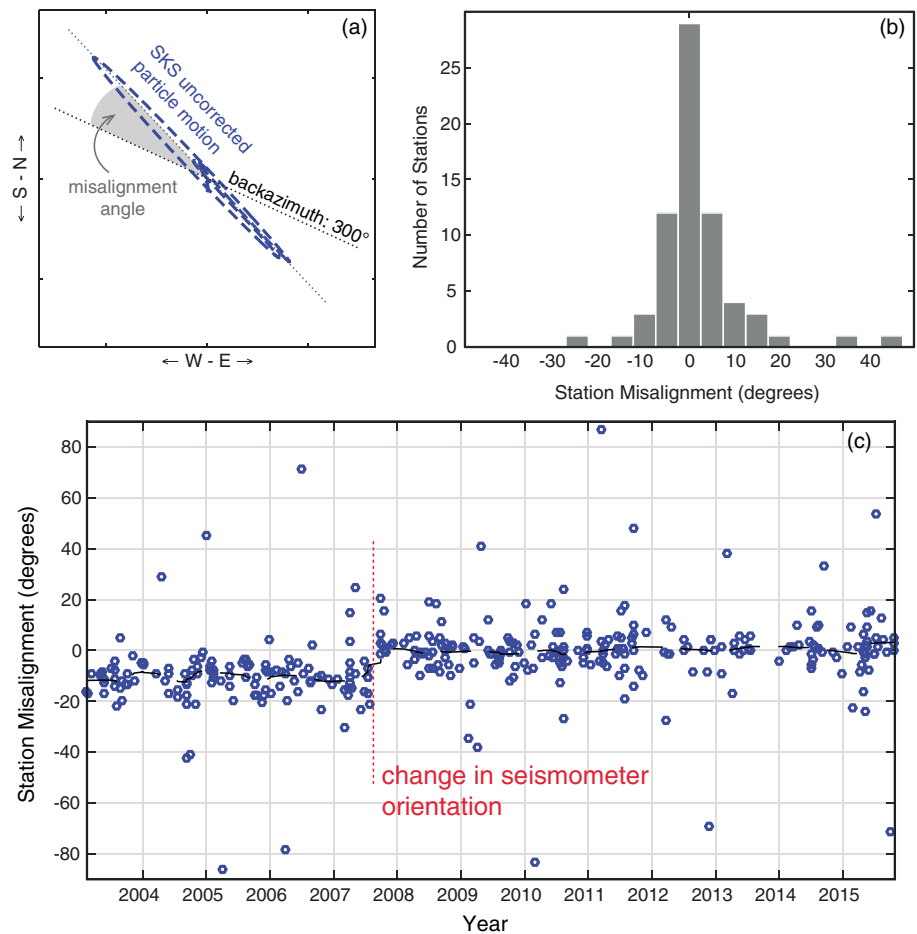 (a)
SKS uncorrected
particle motion
misalignment
angle
backazimuth: 300°
← S - N →
← W - E →
(b)
Number of Stations
25
20
15
10
5
0
-40 -30 -20 -10 0 10 20 30 40
Station Misalignment (degrees)
(c)
Station Misalignment (degrees)
80
60
40
20
0
-20
-40
-60
-80
change in seismometer
orientation
2004 2005 2006 2007 2008 2009 2010 2011 2012 2013 2014 2015
Year